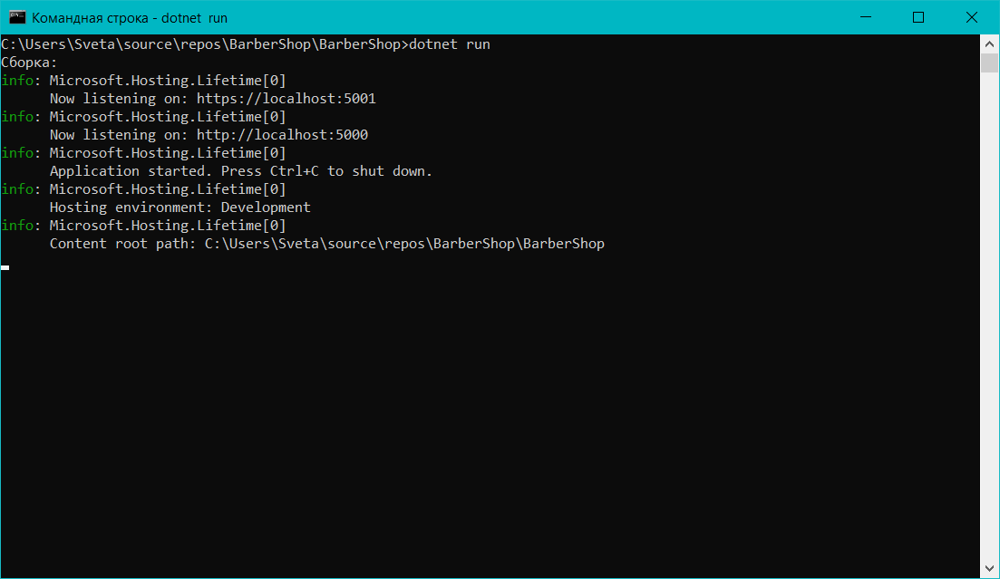 Командная строка - dotnet  run
C:\Users\Sveta\source\repos\BarberShop\BarberShop>dotnet run
Сборка:
info: Microsoft.Hosting.Lifetime[0]
      Now listening on: https://localhost:5001
info: Microsoft.Hosting.Lifetime[0]
      Now listening on: http://localhost:5000
info: Microsoft.Hosting.Lifetime[0]
      Application started. Press Ctrl+C to shut down.
info: Microsoft.Hosting.Lifetime[0]
      Hosting environment: Development
info: Microsoft.Hosting.Lifetime[0]
      Content root path: C:\Users\Sveta\source\repos\BarberShop\BarberShop